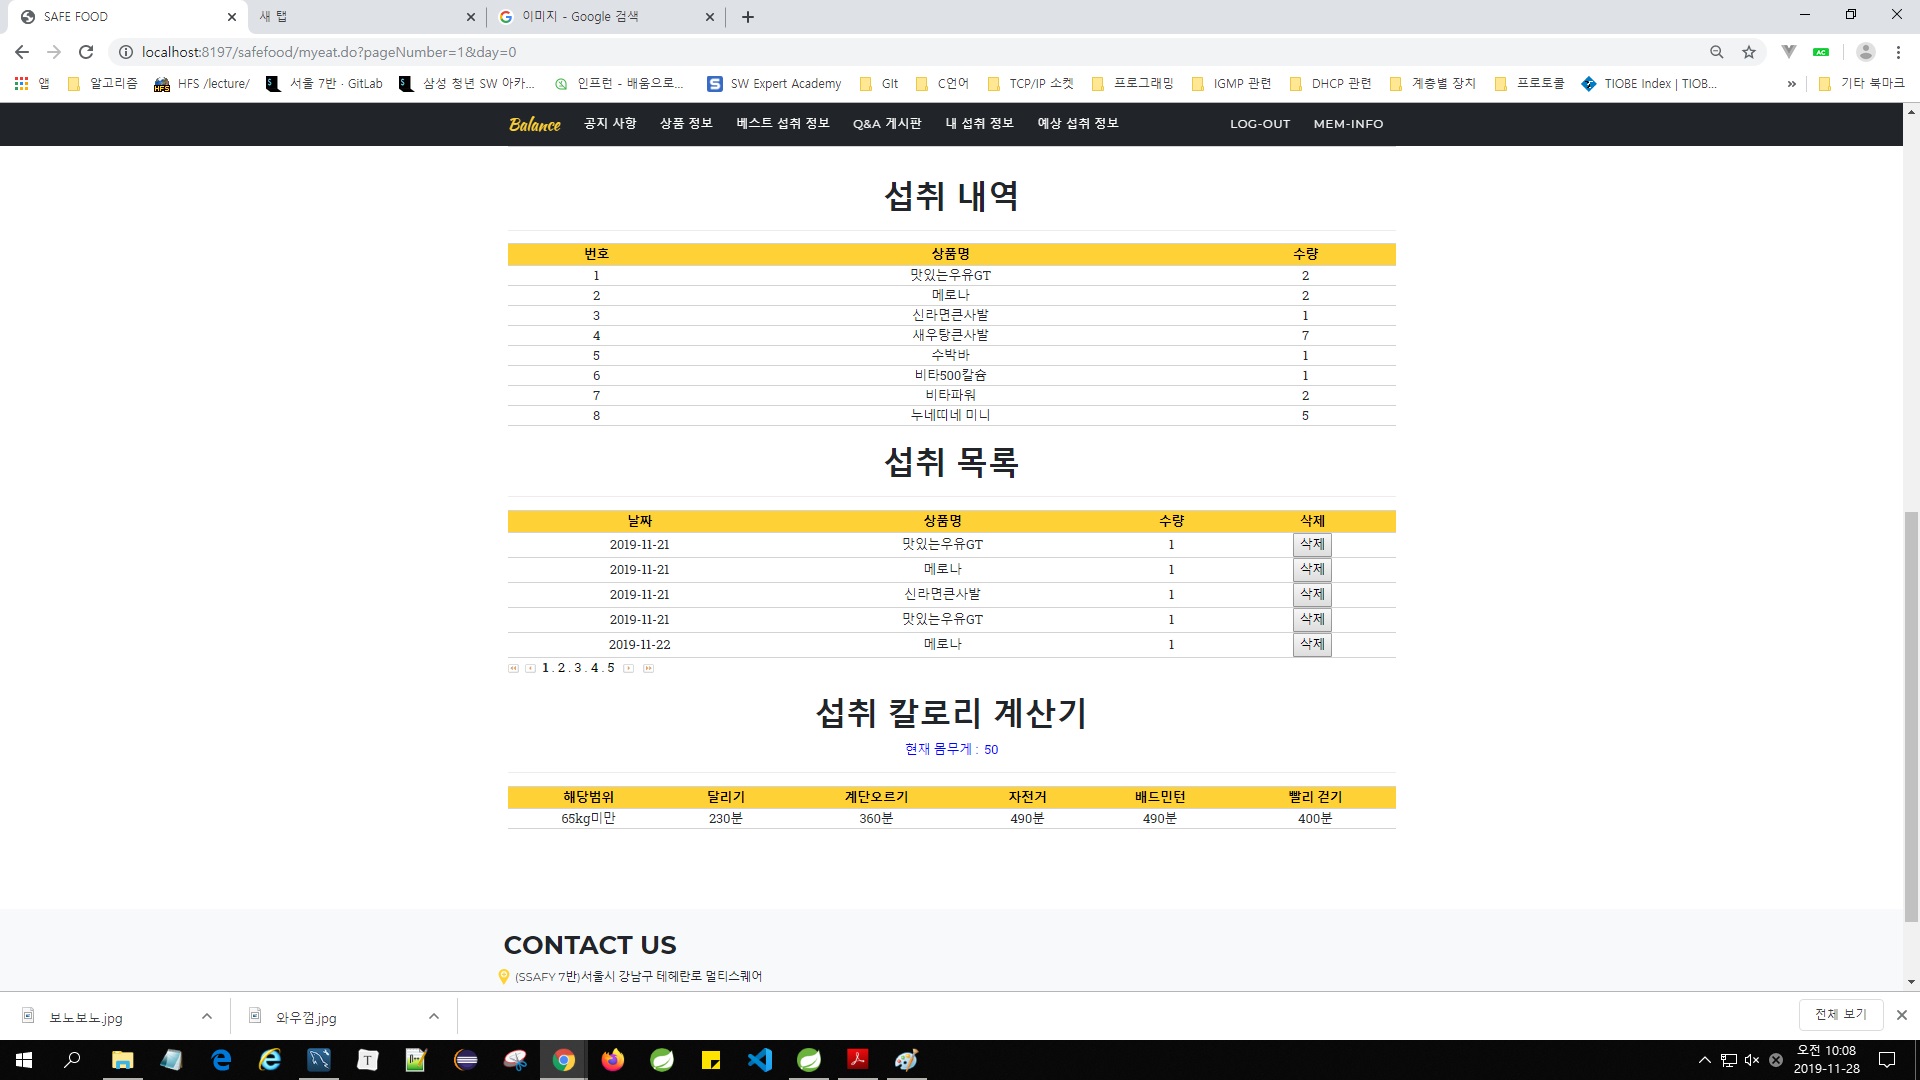 SAFE FOOD
새 탭
이미지 - Google 검색
localhost:8197/safefood/myeat.do?pageNumber=1&day=0
앱 알고리즘 HFS /lecture/ 서울 7반 · GitLab 삼성 청년 SW 아카... 인프런 - 배움으로... SW Expert Academy GIt C언어 TCP/IP 소켓 프로그래밍 IGMP 관련 DHCP 관련 계층별 장치 프로토콜 TIOBE Index | TIOB... » 기타 북마크
Balance 공지 사항 상품 정보 베스트 섭취 정보 Q&A 게시판 내 섭취 정보 예상 섭취 정보 LOG-OUT MEM-INFO
섭취 내역
번호 상품명 수량
1 맛있는우유GT 2
2 메로나 2
3 신라면큰사발 1
4 새우탕큰사발 7
5 수박바 1
6 비타500칼슘 1
7 비타파워 2
8 누네띠네 미니 5
섭취 목록
날짜 상품명 수량 삭제
2019-11-21 맛있는우유GT 1 삭제
2019-11-21 메로나 1 삭제
2019-11-21 신라면큰사발 1 삭제
2019-11-21 맛있는우유GT 1 삭제
2019-11-22 메로나 1 삭제
1 . 2 . 3 . 4 . 5
섭취 칼로리 계산기
현재 몸무게 : 50
해당범위 달리기 계단오르기 자전거 배드민턴 빨리 걷기
65kg미만 230분 360분 490분 490분 400분
CONTACT US
(SSAFY 7반)서울시 강남구 테헤란로 멀티스퀘어
보노보노.jpg 와우껌.jpg 전체 보기
오전 10:08
2019-11-28